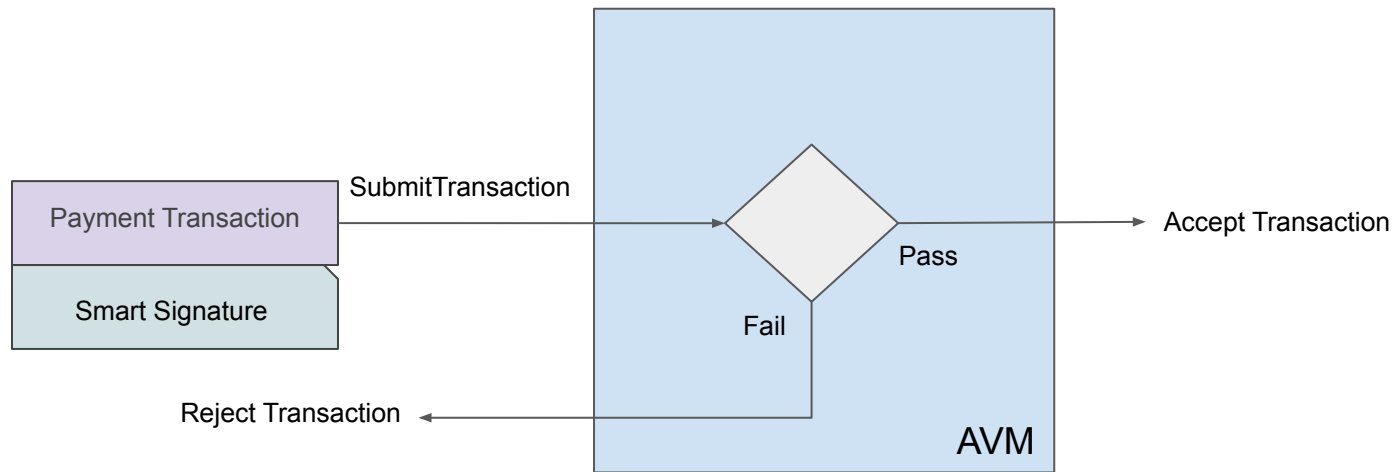 SubmitTransaction
Payment Transaction
Accept Transaction
Pass
Smart Signature
Fail
Reject Transaction
AVM